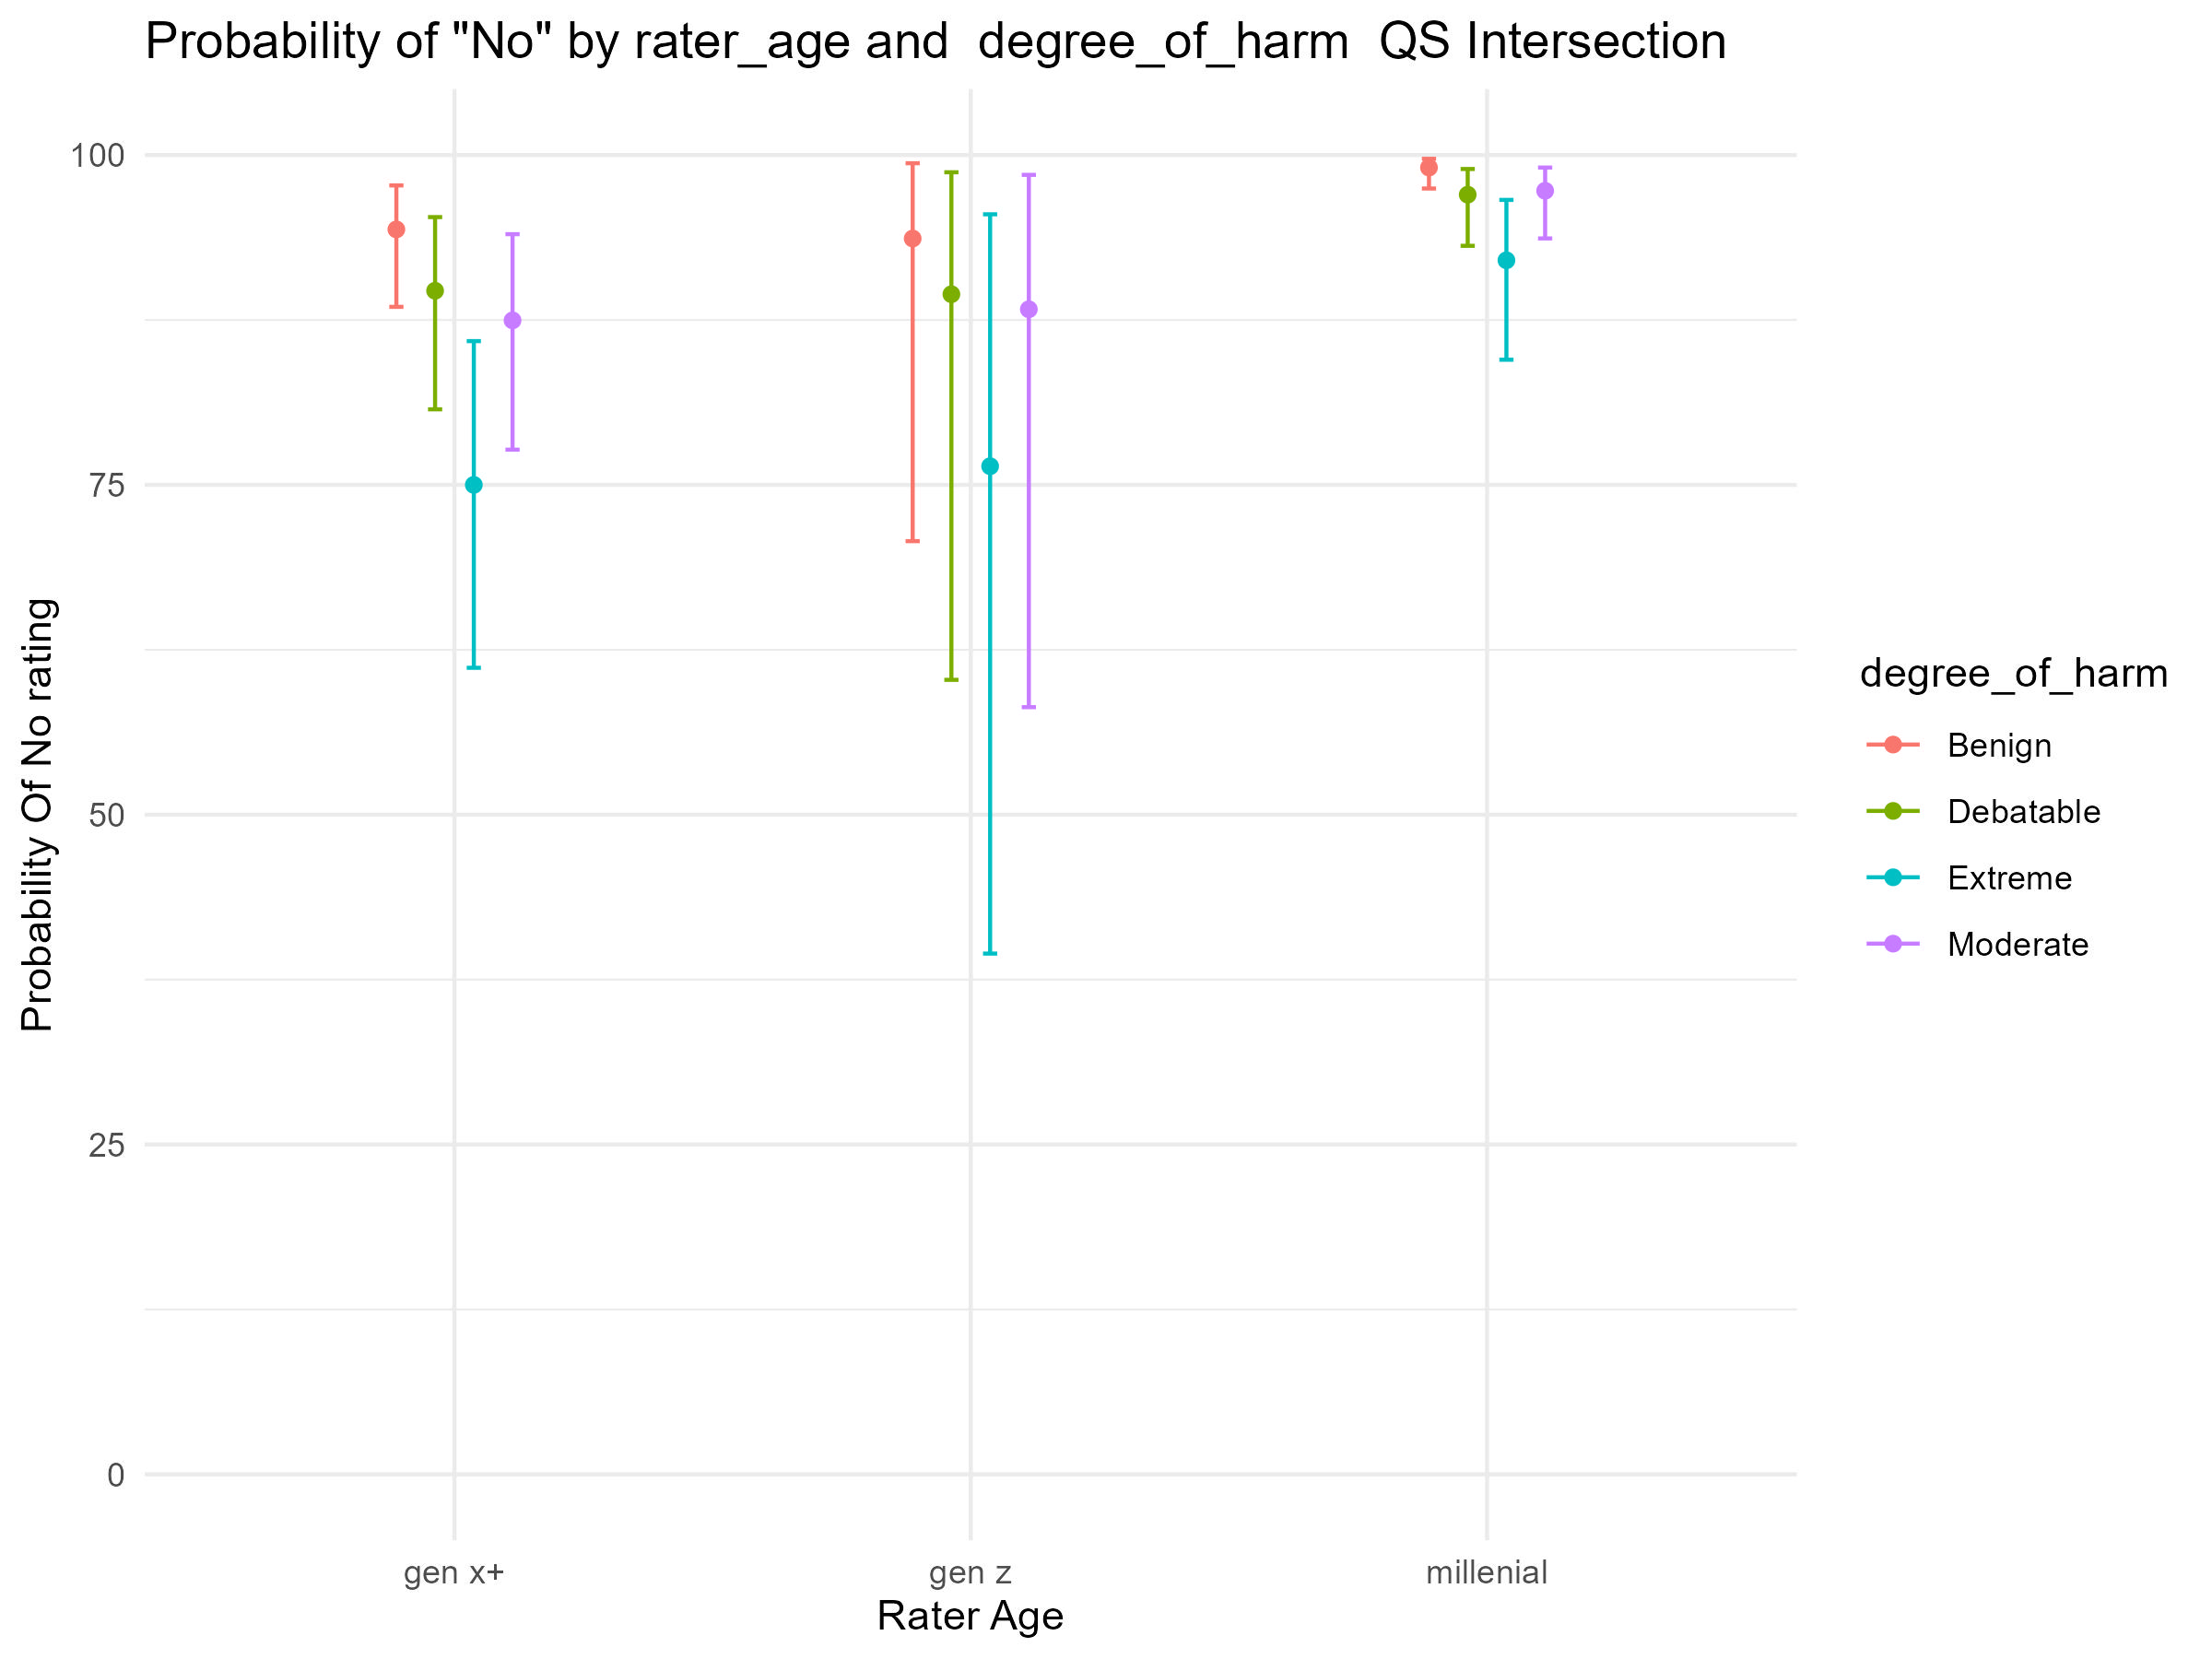 Probability of "No" by rater_age and  degree_of_harm  QS Intersection
100
75
50
25
0
Probability Of No rating
gen x+
gen z
millenial
Rater Age
degree_of_harm
Benign
Debatable
Extreme
Moderate